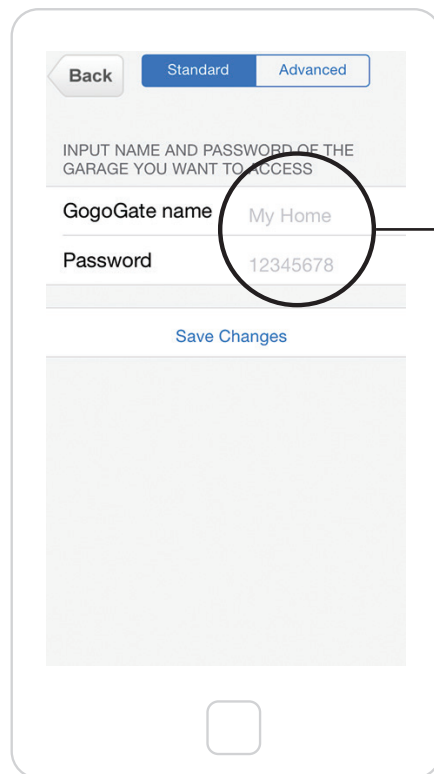 Back
Standard
Advanced
INPUT NAME AND PASSWORD OF THE
GARAGE YOU WANT TO ACCESS
GogoGate name My Home
Password 12345678
Save Changes